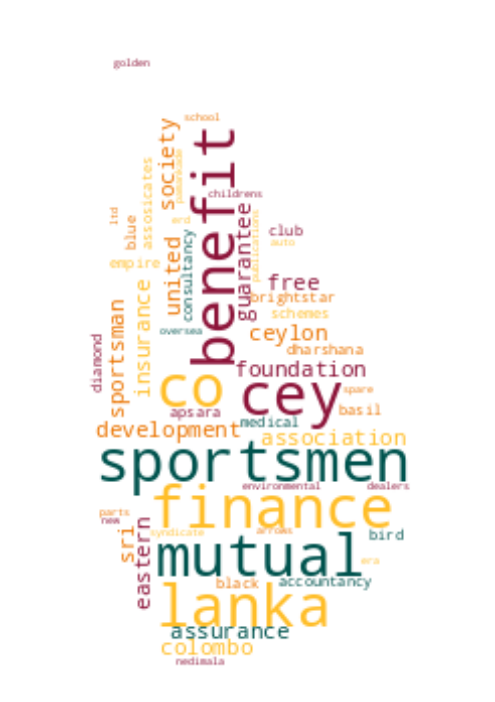 golden
school
society
benefit
pamankade
assosicates
childrens
ltd
blue
erd
guarantee
publications
club
united
consultancy
auto
empire
free
insurance
brightstar
sportsman
schemes
oversea
ceylon
diamond
dharshana
foundation
co
cey
spare
apsara
basil
development
medical
association
sportsmen
environmental
dealers
finance
parts
new
sri
eastern
syndicate
arrows
bird
mutual
era
black
accountancy
lanka
assurance
colombo
nedimala